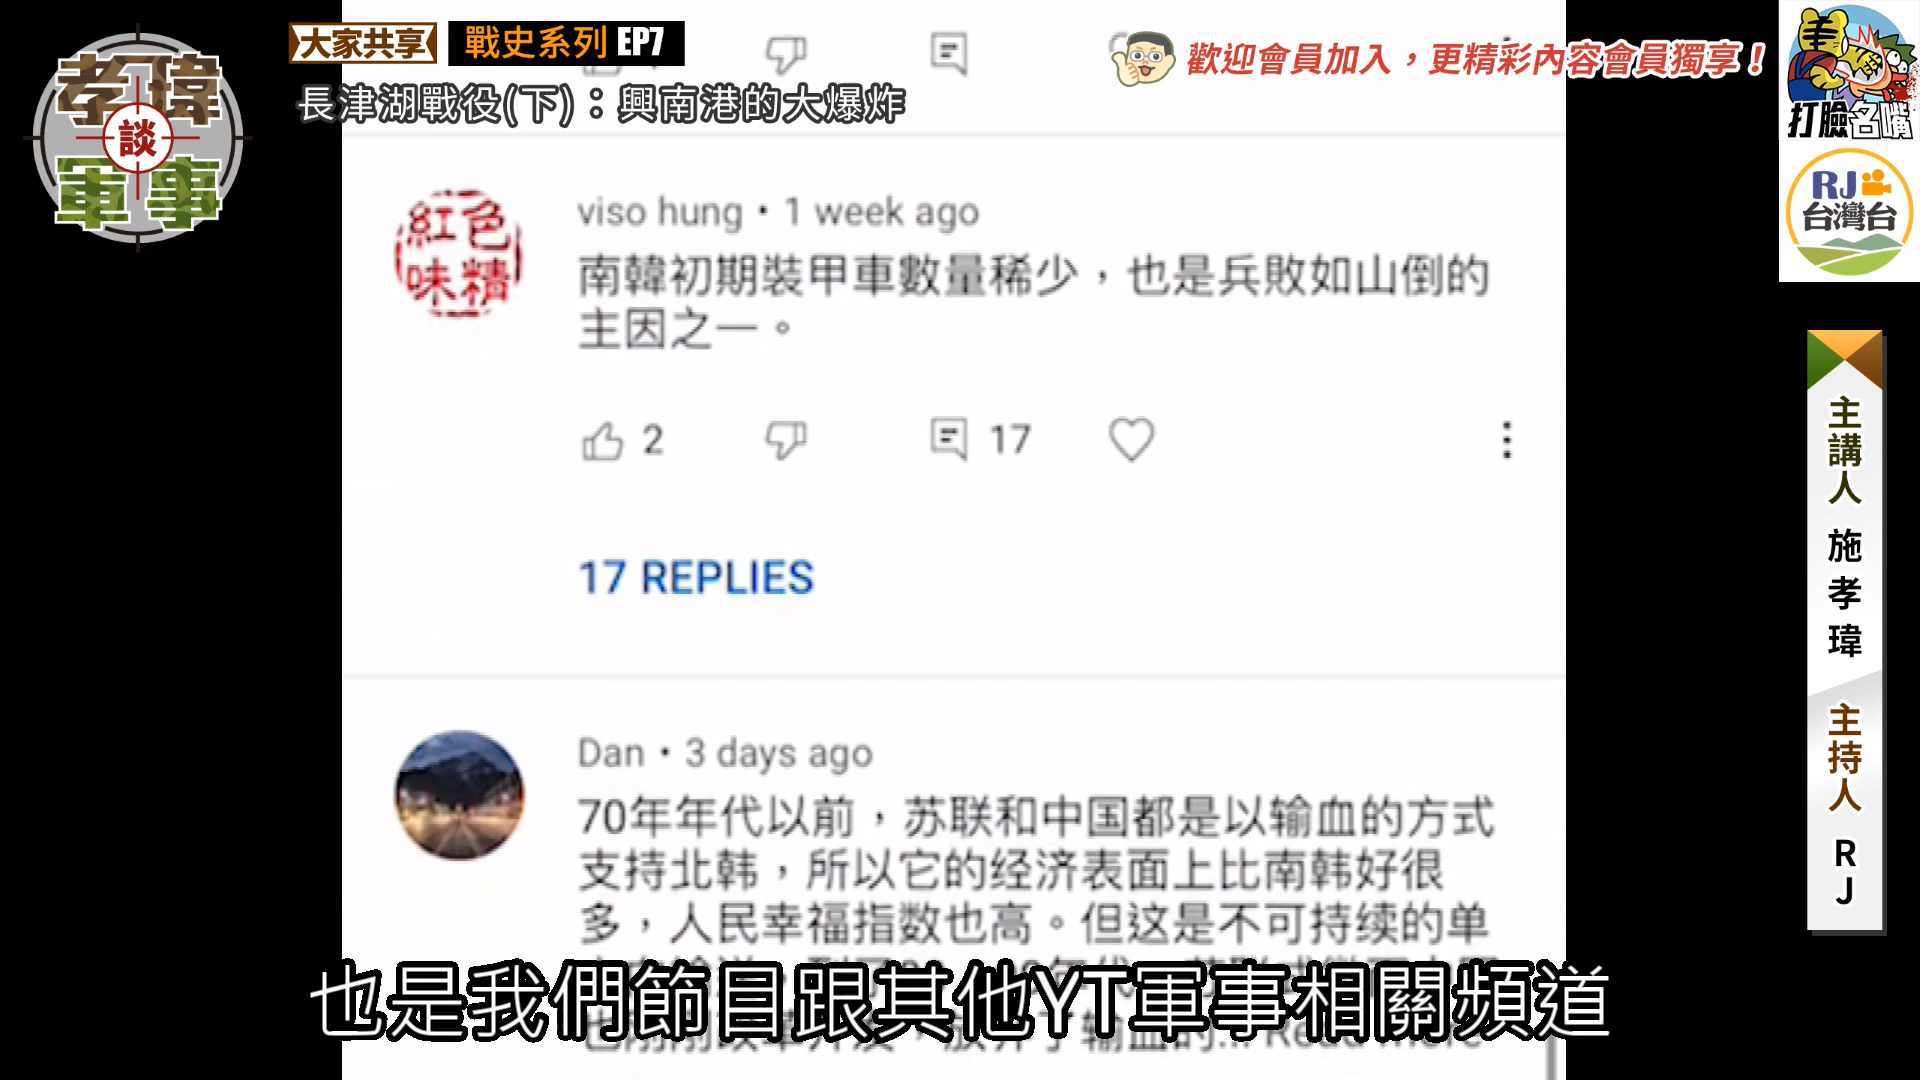 孝瑋
談
軍事
大家共享
戰史系列 EP7
長津湖戰役(下)：興南港的大爆炸
歡迎會員加入，更精彩內容會員獨享！
打臉名嘴
RJ
台灣台
紅色
味精
viso hung • 1 week ago
南韓初期裝甲車數量稀少，也是兵敗如山倒的
主因之一。
2
17
17 REPLIES
Dan • 3 days ago
70年年代以前，苏联和中国都是以输血的方式
支持北韩，所以它的经济表面上比南韩好很
多，人民幸福指数也高。但这是不可持续的单
也是我們節目跟其他YT軍事相關頻道
主講人 施孝瑋 主持人 RJ